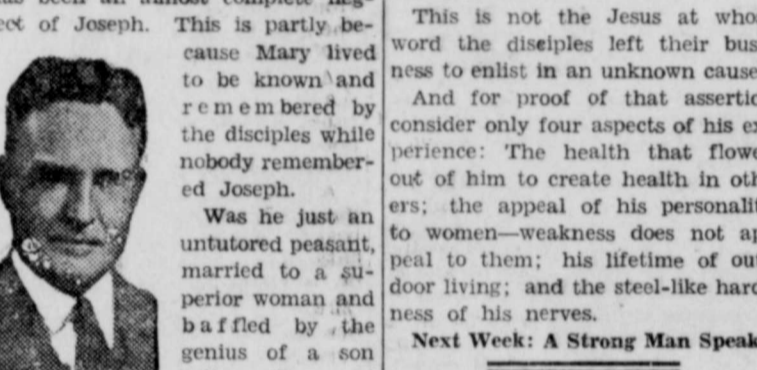 ect of Joseph. This is partly be-
cause Mary lived
to be known and
remembered by
the disciples while
nobody remember-
ed Joseph.
Was he just an
untutored peasant,
married to a su-
perior woman and
baffled by the
genius of a son
This is not the Jesus at who
word the disciples left their bus
ness to enlist in an unknown cause
And for proof of that assertio
consider only four aspects of his ex
perience: The health that flowe
out of him to create health in oth
ers; the appeal of his personalit
to women—weakness does not ap
peal to them; his lifetime of ou
door living; and the steel-like hard
ness of his nerves.
Next Week: A Strong Man Speak